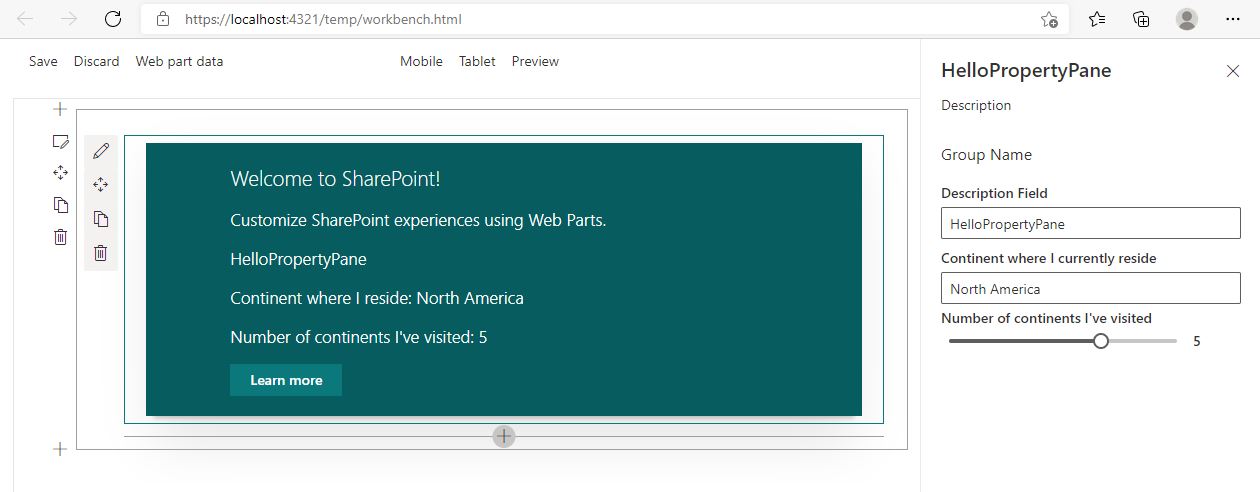 https://localhost:4321/temp/workbench.html
Save Discard Web part data Mobile Tablet Preview
Welcome to SharePoint!
Customize SharePoint experiences using Web Parts.
HelloPropertyPane
Continent where I reside: North America
Number of continents I've visited: 5
Learn more
HelloPropertyPane
Description
Group Name
Description Field
HelloPropertyPane
Continent where I currently reside
North America
Number of continents I've visited
5